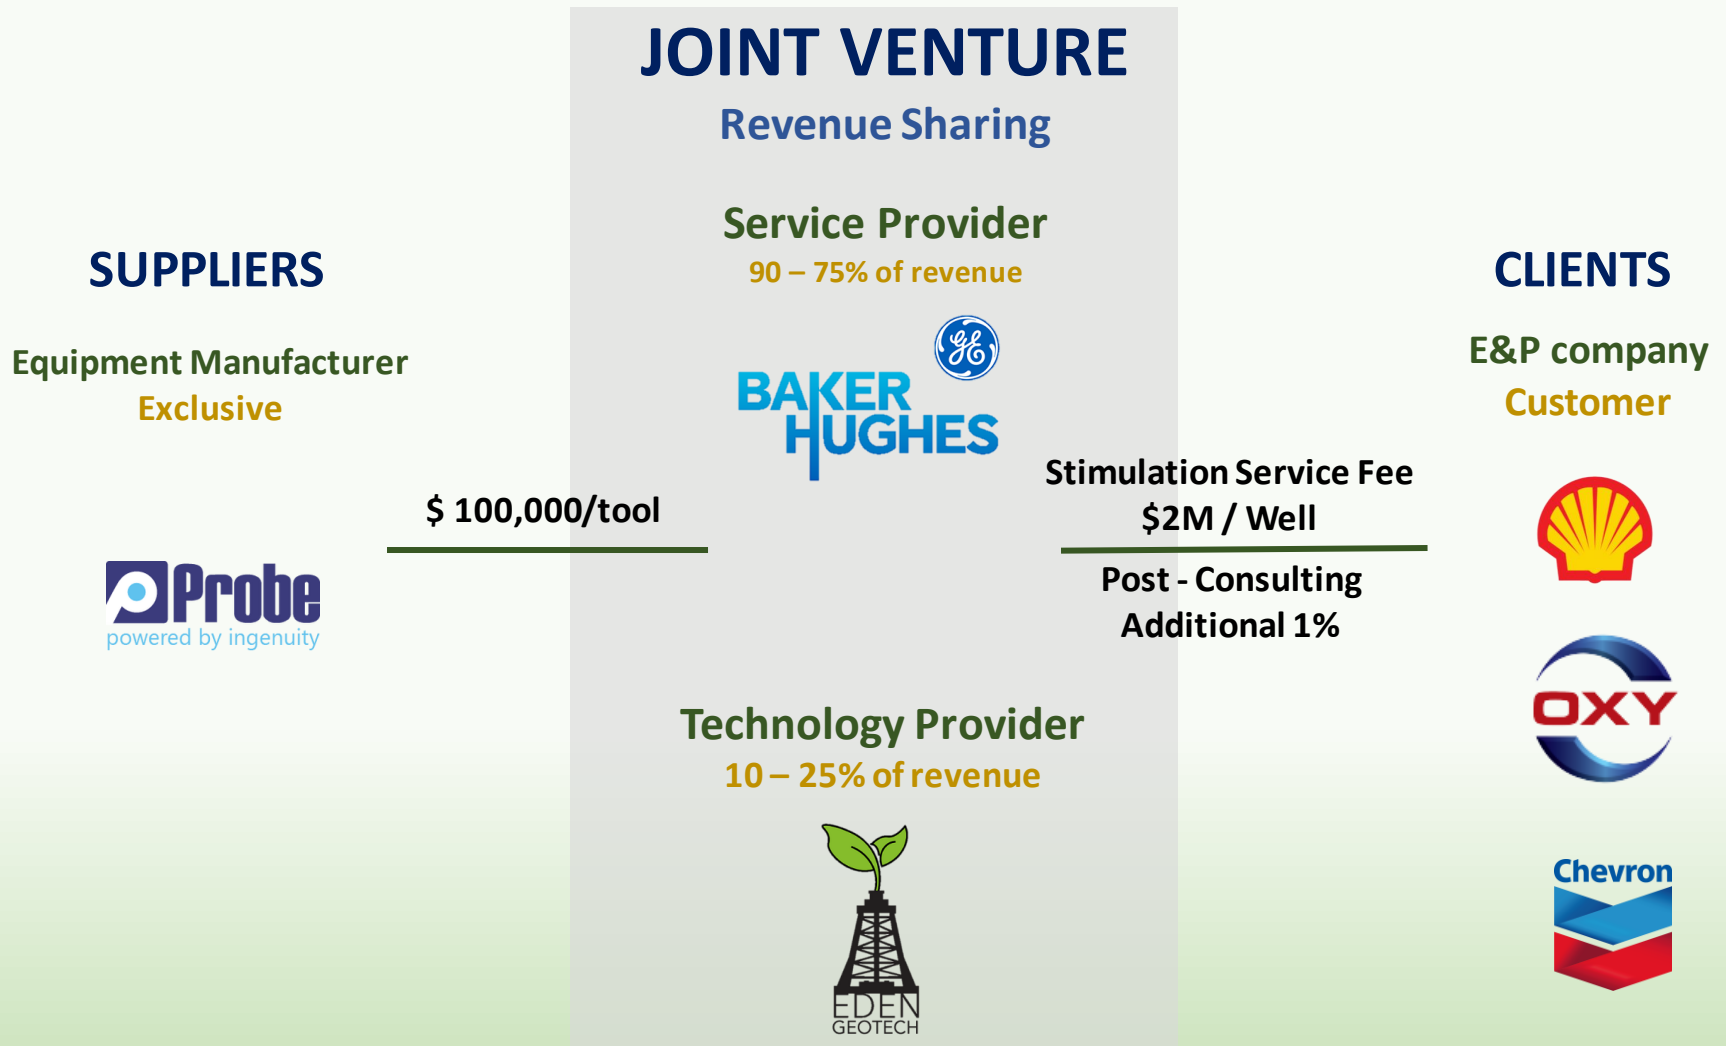 JOINT VENTURE
Revenue Sharing
Service Provider
90 – 75% of revenue
GE
BAKER
HUGHES
SUPPLIERS
Equipment Manufacturer
Exclusive
$ 100,000/tool
Probe
powered by ingenuity
CLIENTS
E&P company
Customer
Stimulation Service Fee
$2M / Well
Post - Consulting
Additional 1%
OXY
Chevron
Technology Provider
10 – 25% of revenue
EDEN
GEOTECH